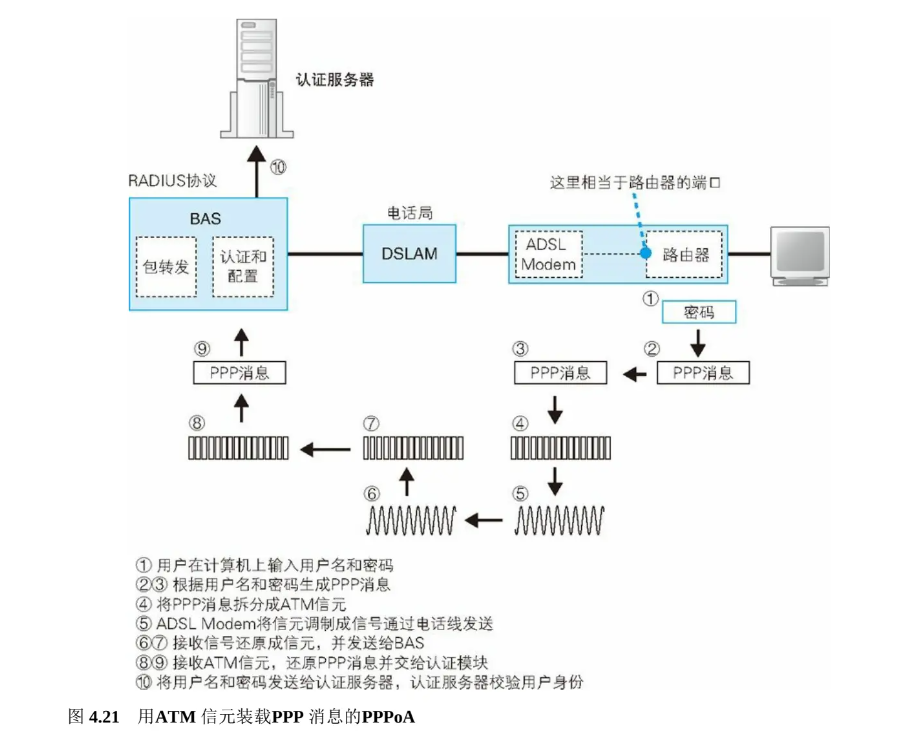 认证服务器
⑩
RADIUS协议
这里相当于路由器的端口
BAS
电话局
包转发
认证和
配置
DSLAM
ADSL
Modem
路由器
① 密码
⑨ ③ ②
PPP消息 PPP消息 PPP消息
⑧ ⑦ ④
⑥ ⑤
① 用户在计算机上输入用户名和密码
②③ 根据用户名和密码生成PPP消息
④ 将PPP消息拆分成ATM信元
⑤ ADSL Modem将信元调制成信号通过电话线发送
⑥⑦ 接收信号还原成信元，并发送给BAS
⑧⑨ 接收ATM信元，还原PPP消息并交给认证模块
⑩ 将用户名和密码发送给认证服务器，认证服务器校验用户身份
图 4.21 用ATM 信元装载PPP 消息的PPPoA